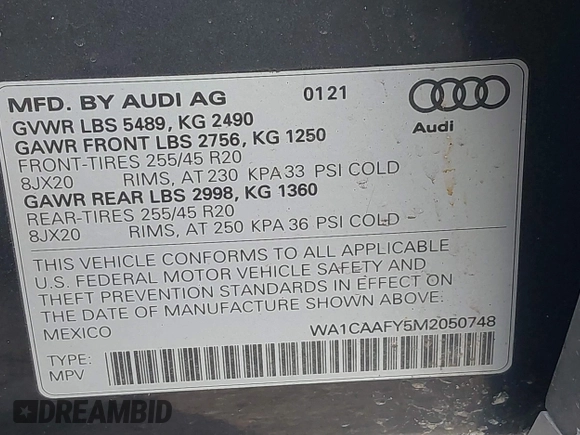 MFD. BY AUDI AG 0121
GVWR LBS 5489, KG 2490
GAWR FRONT LBS 2756, KG 1250
FRONT-TIRES 255/45 R20
8JX20 RIMS, AT 230 KPA 33 PSI COLD
GAWR REAR LBS 2998, KG 1360
REAR-TIRES 255/45 R20
8JX20 RIMS, AT 250 KPA 36 PSI COLD
Audi
THIS VEHICLE CONFORMS TO ALL APPLICABLE
U.S. FEDERAL MOTOR VEHICLE SAFETY AND
THEFT PREVENTION STANDARDS IN EFFECT ON
THE DATE OF MANUFACTURE SHOWN ABOVE.
MEXICO WA1CAAFY5M2050748
TYPE:
MPV
DREAMBID